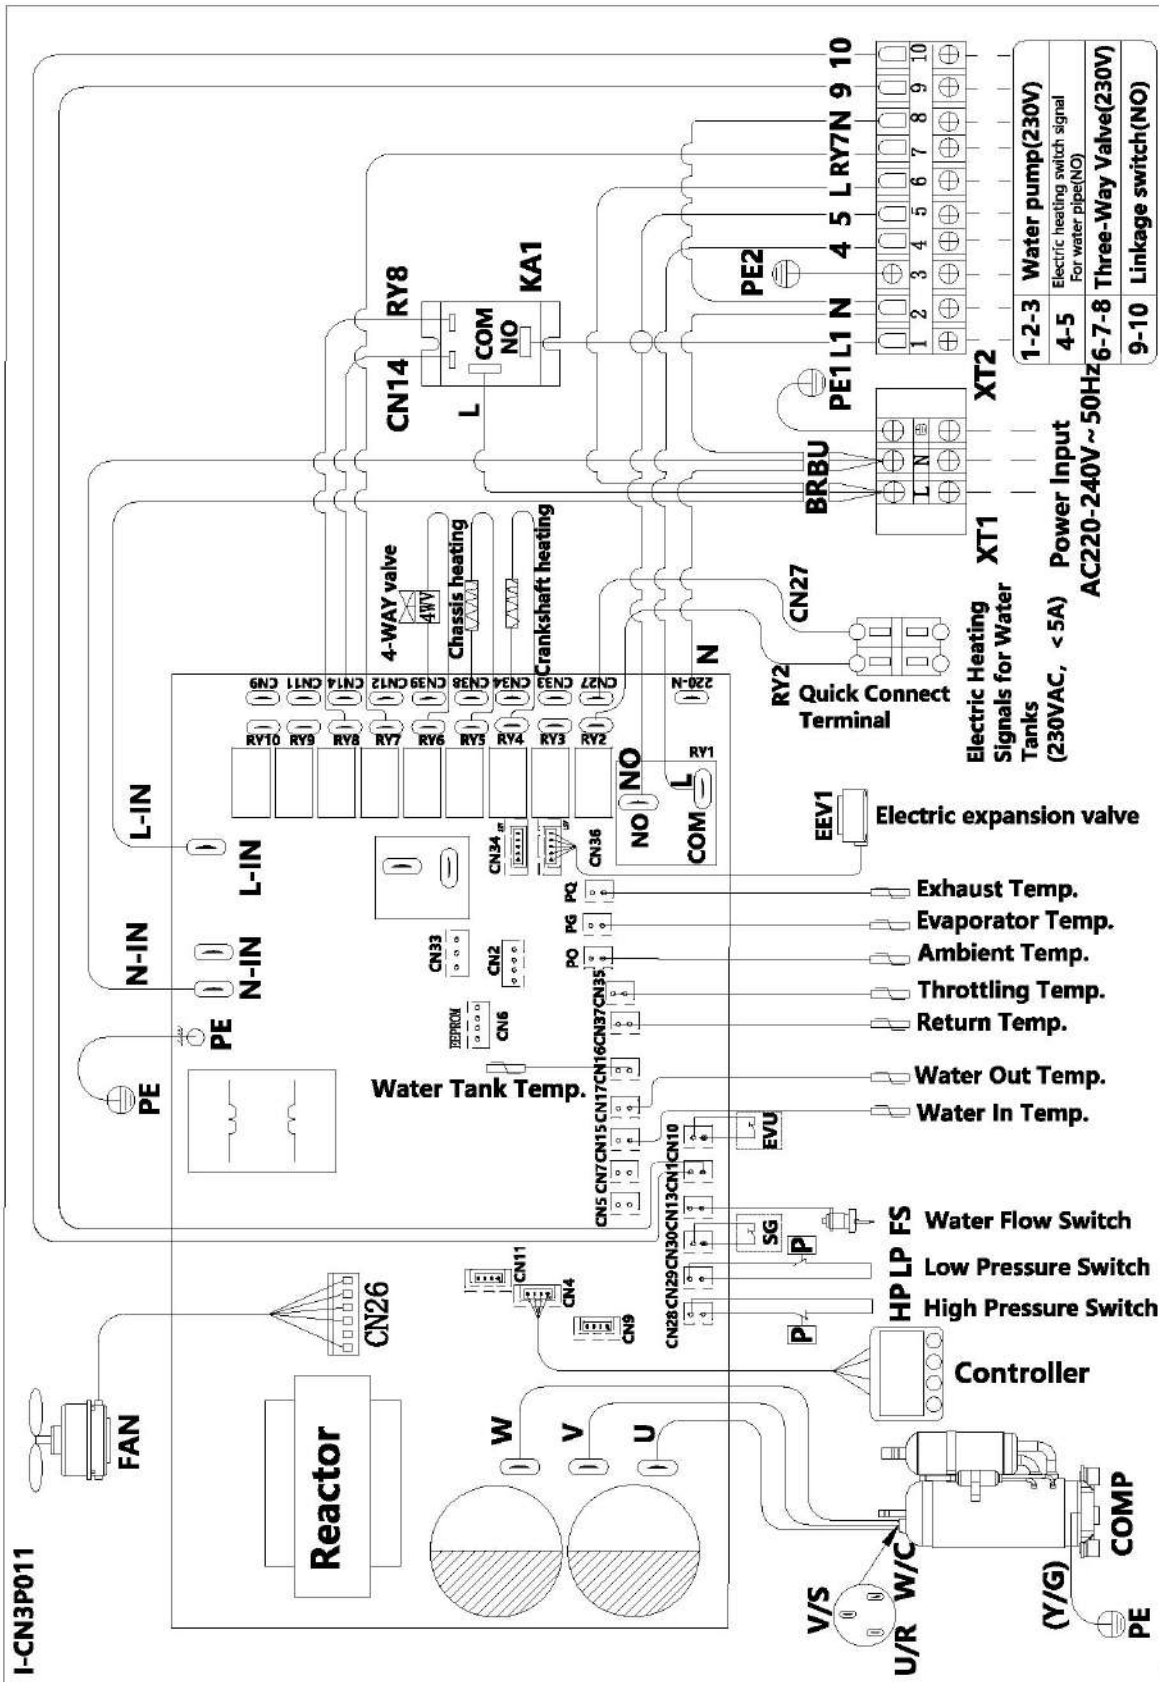 I-CN3P011
FAN
Reactor
CN26
PE
PE
N-IN
N-IN
L-IN
L-IN
W
V
U
V/S
U/R
W/C
(Y/G)
PE
COMP
Controller
CN11
CN4
CN9
CN28
CN29
CN30
CN13
CN1
CN10
P
P
SG
EVU
HP
LP
FS
High Pressure Switch
Low Pressure Switch
Water Flow Switch
CN5
CN7
CN15
CN17
CN16
CN37
CN35
Water In Temp.
Water Out Temp.
Return Temp.
Throttling Temp.
Ambient Temp.
Evaporator Temp.
Exhaust Temp.
Water Tank Temp.
EEPROM
CN6
CN2
CN33
PO
PG
PQ
CN34
CN36
EEV1
Electric expansion valve
RY10
RY9
RY8
RY7
RY6
RY5
RY4
RY3
RY2
RY1
CN9
CN11
CN14
CN12
CN39
CN38
CN34
CN33
CN27
220-N
NO
NO
COM
L
N
4-WAY valve
4WV
Chassis heating
Crankshaft heating
RY2
CN27
Quick Connect
Terminal
Electric Heating
Signals for Water
Tanks
(230VAC, < 5A)
CN14
RY8
COM
NO
KA1
L
BR
BU
L
N
XT1
Power Input
AC220-240V~50Hz
PE1
PE2
L1
N
4
5
L
RY7
N
9
10
1
2
3
4
5
6
7
8
9
10
XT2
1-2-3 Water pump(230V)
4-5 Electric heating switch signal
For water pipe(NO)
6-7-8 Three-Way Valve(230V)
9-10 Linkage switch(NO)